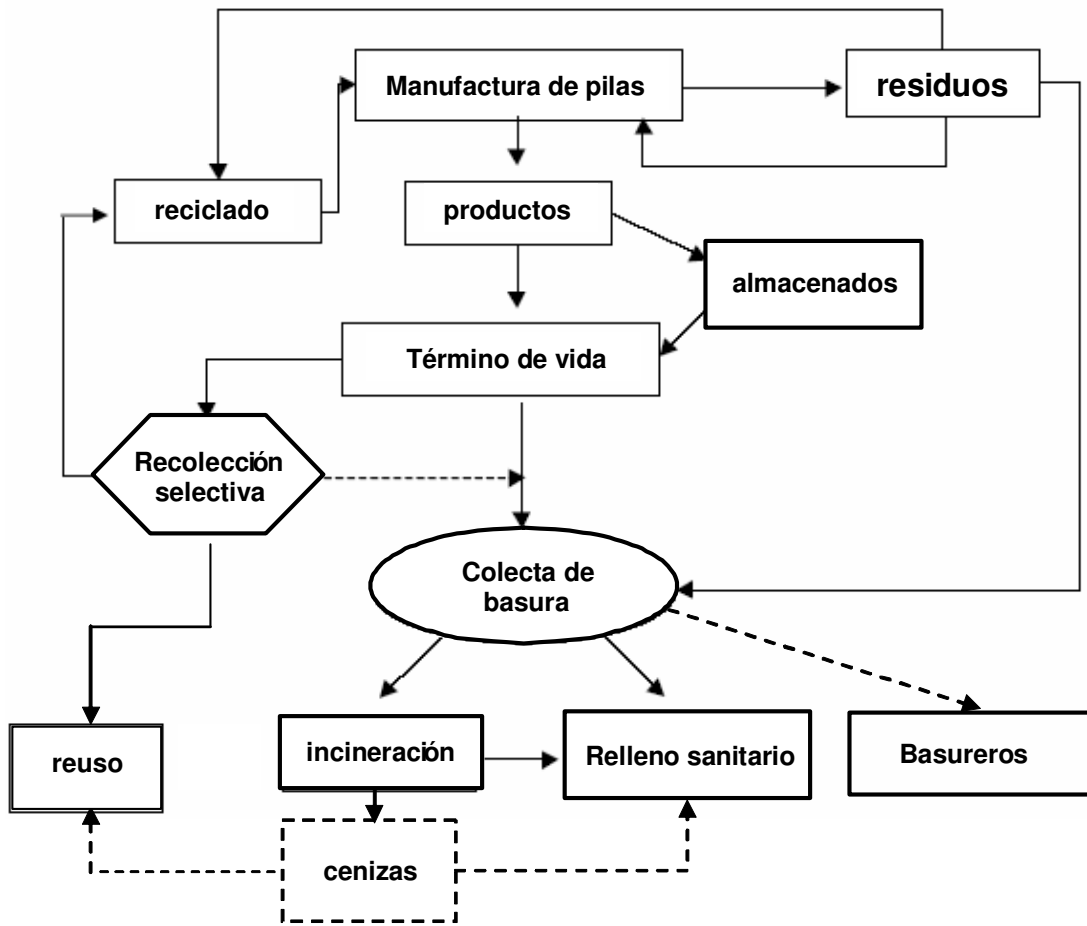 Manufactura de pilas
residuos
reciclado
productos
almacenados
Término de vida
Recolección
selectiva
Colecta de
basura
reuso
incineración
Relleno sanitario
Basureros
cenizas